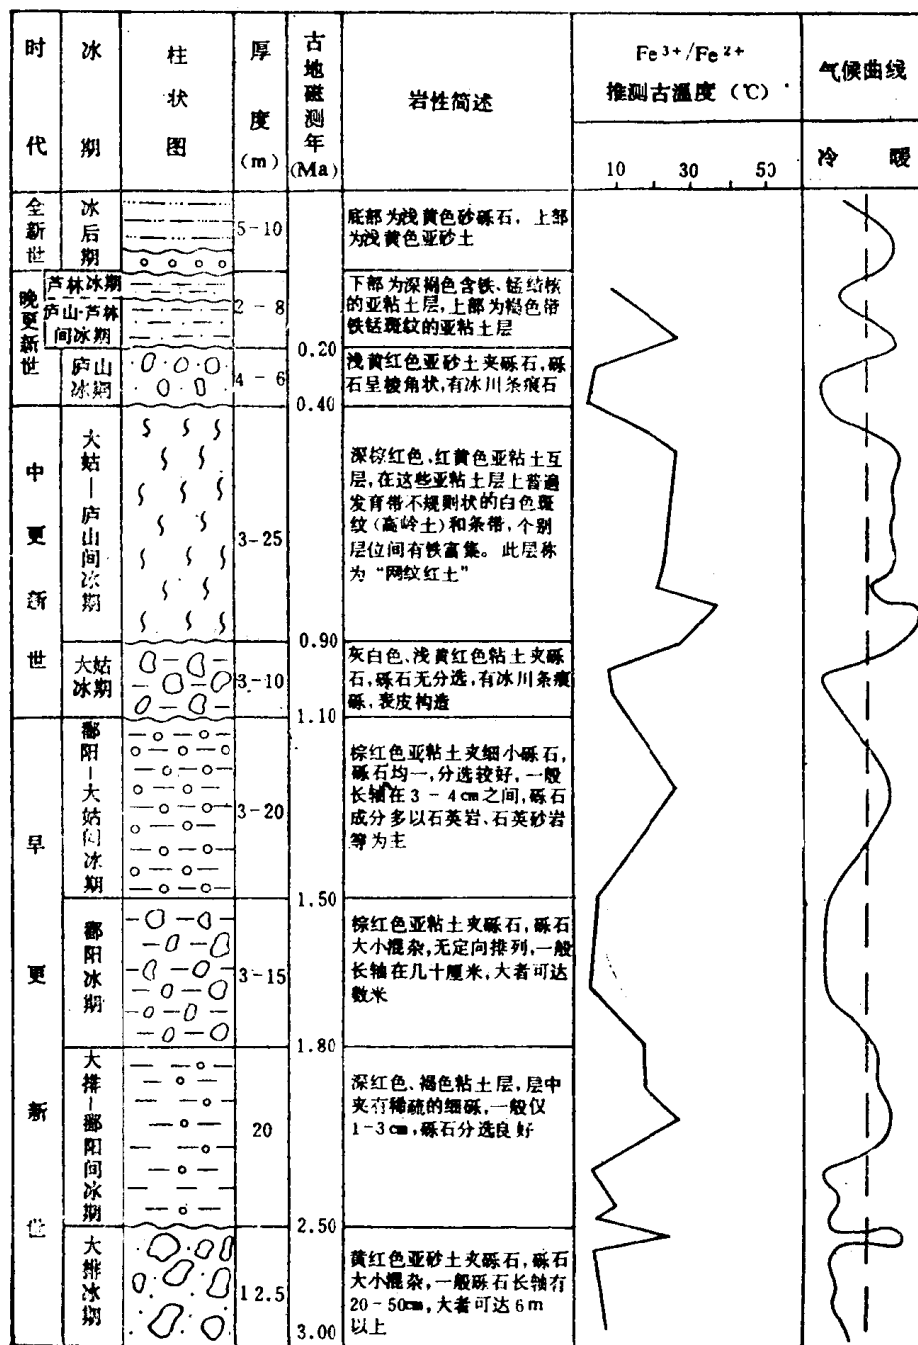 时代
冰期
柱状图
厚度(m)
古地磁测年(Ma)
岩性简述
Fe³⁺/Fe²⁺
推测古温度（℃）
10 30 50
气候曲线
冷 暖
全新世
冰后期
5-10
底部为浅黄色砂砾石，上部
为浅黄色亚砂土
晚更新世
芦林冰期
庐山-芦林
间冰期
2-8
下部为深褐色含铁、锰结核
的亚粘土层，上部为褐色带
铁锰斑纹的亚粘土层
0.20
庐山
冰期
4-6
浅黄红色亚砂土夹砾石，砾
石呈棱角状，有冰川条痕石
0.40
中更新世
大姑—庐山间冰期
3-25
深棕红色、红黄色亚粘土互
层，在这些亚粘土层上普遍
发育带不规则状的白色斑
纹(高岭土)和条带，个别
层位间有铁富集。此层称
为“网纹红土”
0.90
大姑
冰期
3-10
灰白色、浅黄红色粘土夹砾
石，砾石无分选，有冰川条痕
砾，表皮构造
1.10
早更新世
鄱阳-大姑间冰期
3-20
棕红色亚粘土夹细小砾石，
砾石均一，分选较好，一般
长轴在3-4cm之间，砾石
成分多以石英岩、石英砂岩
等为主
1.50
鄱阳冰期
3-15
棕红色亚粘土夹砾石，砾石
大小混杂，无定向排列，一般
长轴在几十厘米，大者可达
数米
1.80
大排-鄱阳间冰期
20
深红色、褐色粘土层，层中
夹有稀疏的细砾，一般仅
1-3cm，砾石分选良好
2.50
大排冰期
12.5
黄红色亚砂土夹砾石，砾石
大小混杂，一般砾石长轴有
20-50cm，大者可达6m
以上
3.00